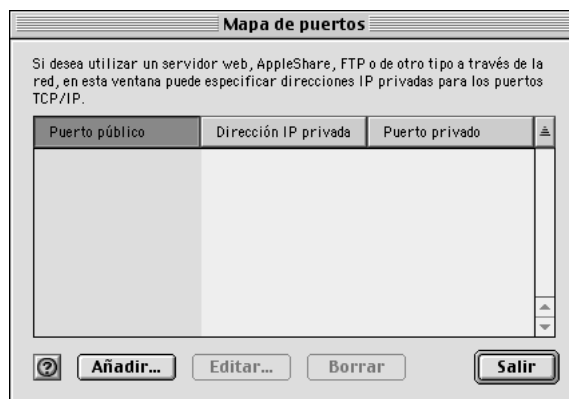 Mapa de puertos
Si desea utilizar un servidor web, AppleShare, FTP o de otro tipo a través de la
red, en esta ventana puede especificar direcciones IP privadas para los puertos
TCP/IP.
Puerto público Dirección IP privada Puerto privado
? Añadir... Editar... Borrar Salir